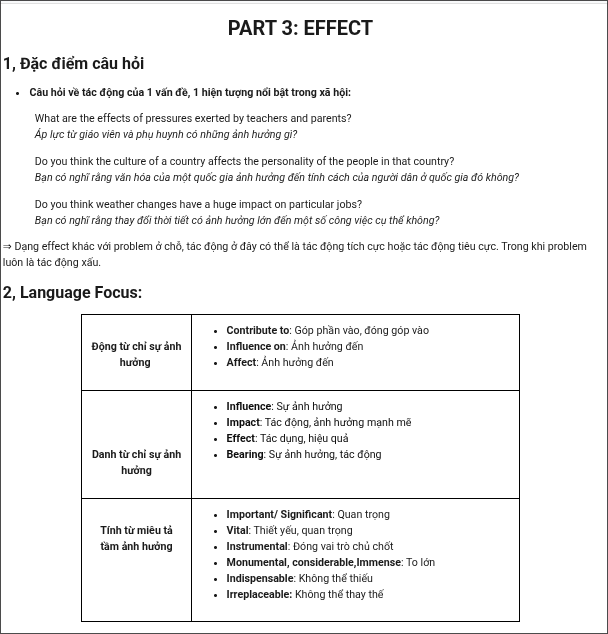 PART 3: EFFECT
1, Đặc điểm câu hỏi
• Câu hỏi về tác động của 1 vấn đề, 1 hiện tượng nổi bật trong xã hội:
What are the effects of pressures exerted by teachers and parents?
Áp lực từ giáo viên và phụ huynh có những ảnh hưởng gì?
Do you think the culture of a country affects the personality of the people in that country?
Bạn có nghĩ rằng văn hóa của một quốc gia ảnh hưởng đến tính cách của người dân ở quốc gia đó không?
Do you think weather changes have a huge impact on particular jobs?
Bạn có nghĩ rằng thay đổi thời tiết có ảnh hưởng lớn đến một số công việc cụ thể không?
⇒ Dạng effect khác với problem ở chỗ, tác động ở đây có thể là tác động tích cực hoặc tác động tiêu cực. Trong khi problem
luôn là tác động xấu.
2, Language Focus:
Động từ chỉ sự ảnh
hưởng
• Contribute to: Góp phần vào, đóng góp vào
• Influence on: Ảnh hưởng đến
• Affect: Ảnh hưởng đến
Danh từ chỉ sự ảnh
hưởng
• Influence: Sự ảnh hưởng
• Impact: Tác động, ảnh hưởng mạnh mẽ
• Effect: Tác dụng, hiệu quả
• Bearing: Sự ảnh hưởng, tác động
Tính từ miêu tả
tầm ảnh hưởng
• Important/ Significant: Quan trọng
• Vital: Thiết yếu, quan trọng
• Instrumental: Đóng vai trò chủ chốt
• Monumental, considerable,Immense: To lớn
• Indispensable: Không thể thiếu
• Irreplaceable: Không thể thay thế